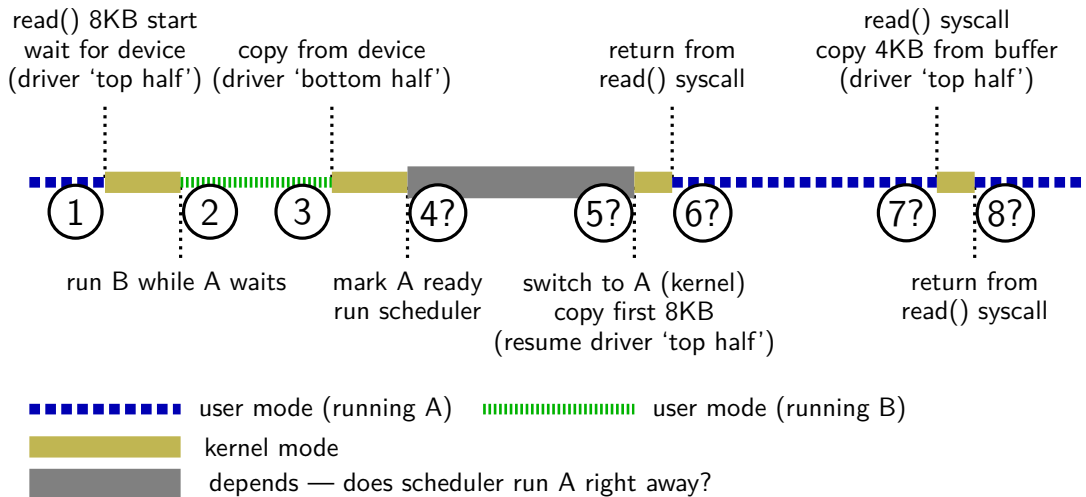 read() 8KB start
wait for device
(driver ‘top half’)
copy from device
(driver ‘bottom half’)
return from
read() syscall
read() syscall
copy 4KB from buffer
(driver ‘top half’)
1
2
3
4?
5?
6?
7?
8?
run B while A waits
mark A ready
run scheduler
switch to A (kernel)
copy first 8KB
(resume driver ‘top half’)
return from
read() syscall
user mode (running A)
user mode (running B)
kernel mode
depends — does scheduler run A right away?